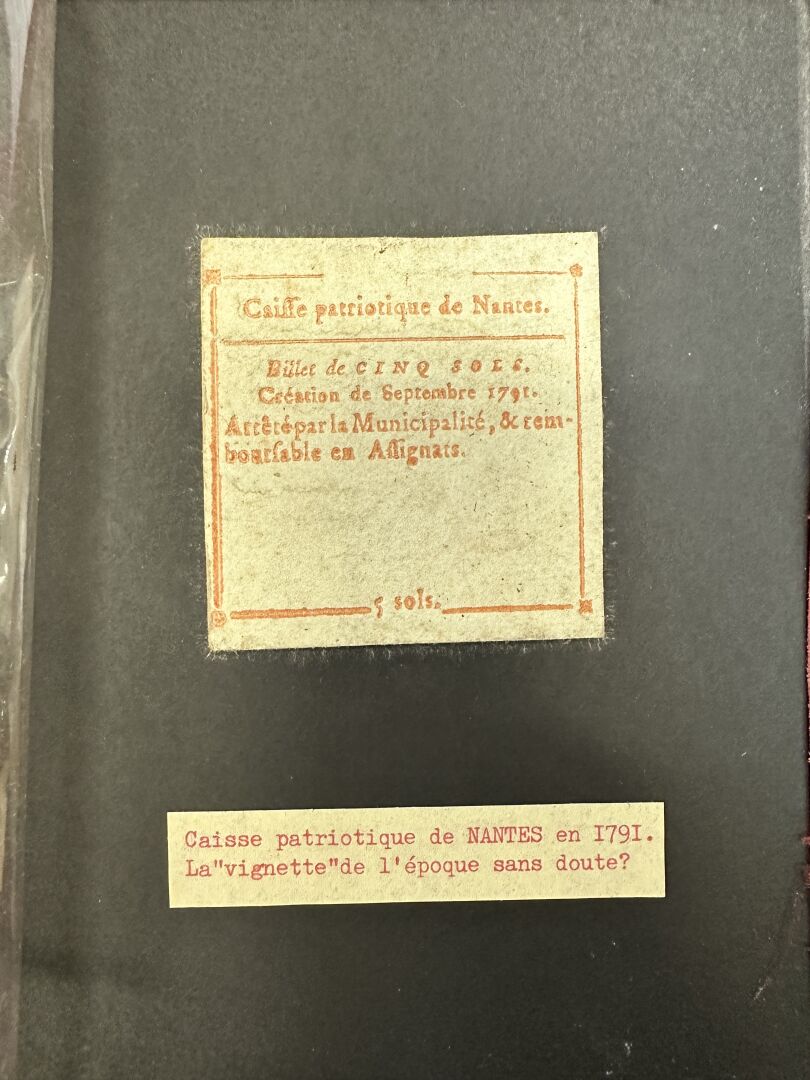 Caiſſe patriotique de Nantes.
Billet de CINQ SOLS.
Création de Septembre 1791.
Arrêté par la Municipalité, & rem-
bourſable en Aſſignats.
5 sols.
Caisse patriotique de NANTES en I79I.
La"vignette"de l'époque sans doute?